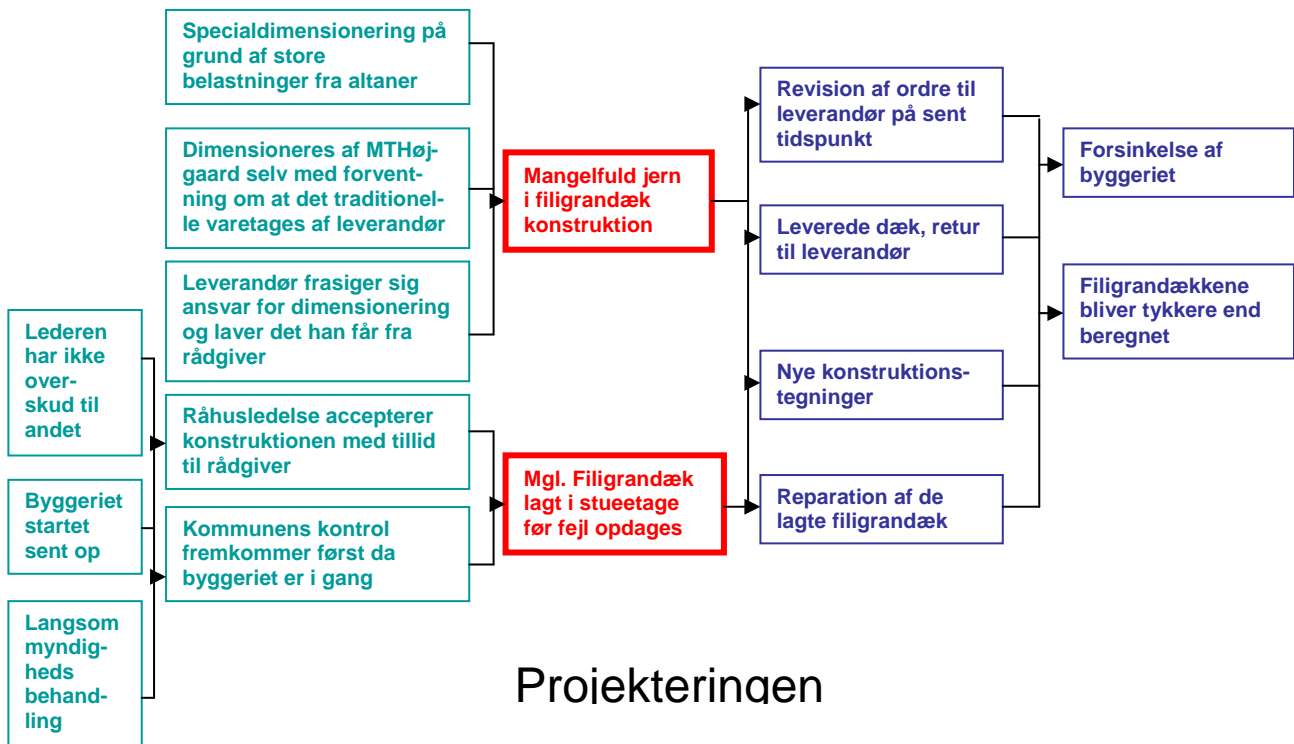 Specialdimensionering på
grund af store
belastninger fra altaner
Dimensioneres af MTHøj-
gaard selv med forvent-
ning om at det traditionel-
le varetages af leverandør
Leverandør frasiger sig
ansvar for dimensionering
og laver det han får fra
rådgiver
Lederen
har ikke
over-
skud til
andet
Råhusledelse accepterer
konstruktionen med tillid
til rådgiver
Byggeriet
startet
sent op
Kommunens kontrol
fremkommer først da
byggeriet er i gang
Langsom
myndig-
heds
behand-
ling
Mangelfuld jern
i filigrandæk
konstruktion
Mgl. Filigrandæk
lagt i stueetage
før fejl opdages
Revision af ordre til
leverandør på sent
tidspunkt
Leverede dæk, retur
til leverandør
Nye konstruktions-
tegninger
Reparation af de
lagte filigrandæk
Forsinkelse af
byggeriet
Filigrandækkene
bliver tykkere end
beregnet
Projekteringen